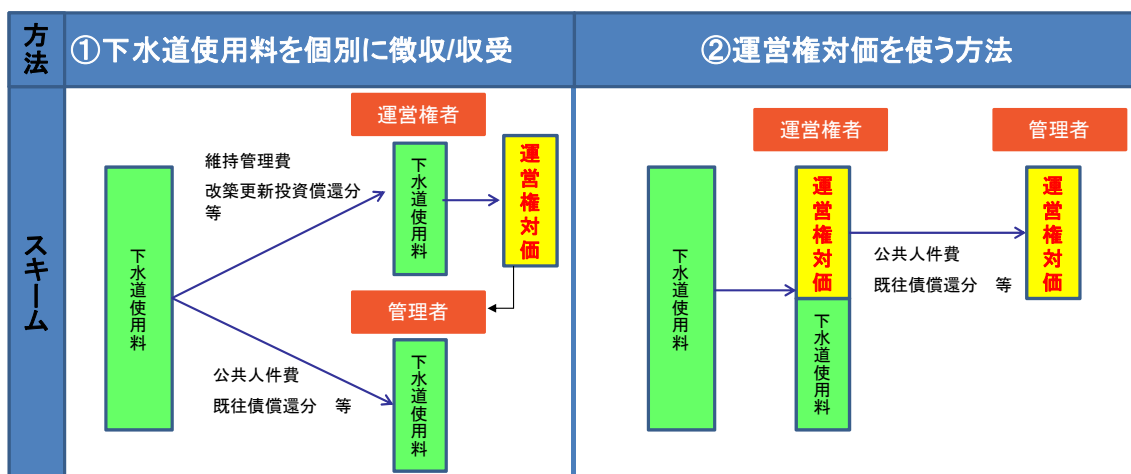 方法
①下水道使用料を個別に徴収/収受
②運営権対価を使う方法
スキーム
下水道使用料
維持管理費
改築更新投資償還分
等
運営権者
下水道使用料
運営権対価
管理者
下水道使用料
公共人件費
既往債償還分　等
下水道使用料
運営権者
運営権対価
下水道使用料
公共人件費
既往債償還分　等
管理者
運営権対価